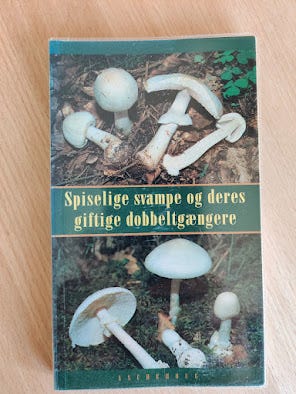 Spiselige svampe og deres
giftige dobbeltgængere
ASCHEHOUG